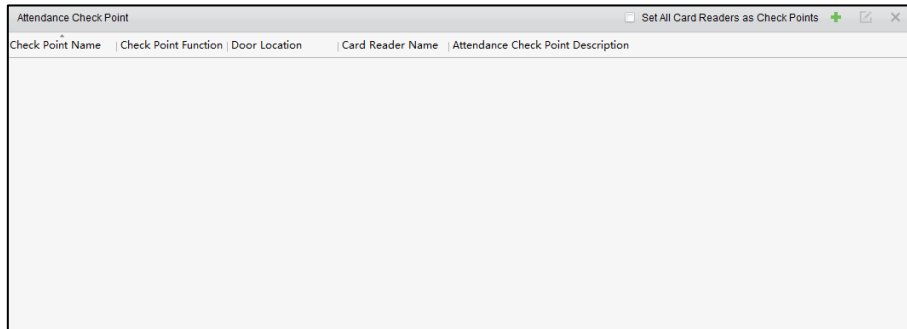 Attendance Check Point Set All Card Readers as Check Points
Check Point Name Check Point Function Door Location Card Reader Name Attendance Check Point Description